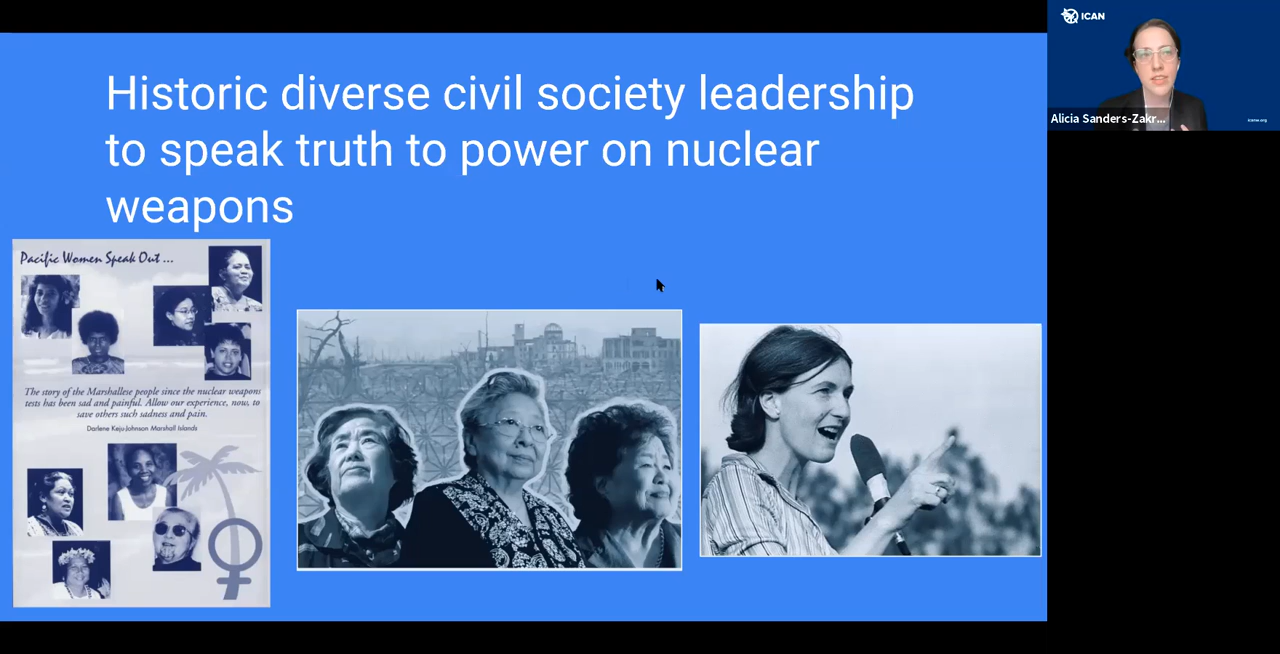 Historic diverse civil society leadership
to speak truth to power on nuclear
weapons
Pacific Women Speak Out ...
The story of the Marshallese people since the nuclear weapons
tests has been sad and painful. Allow our experience, now, to
save others such sadness and pain.
Darlene Keju-Johnson Marshall Islands
ICAN
Alicia Sanders-Zakr...